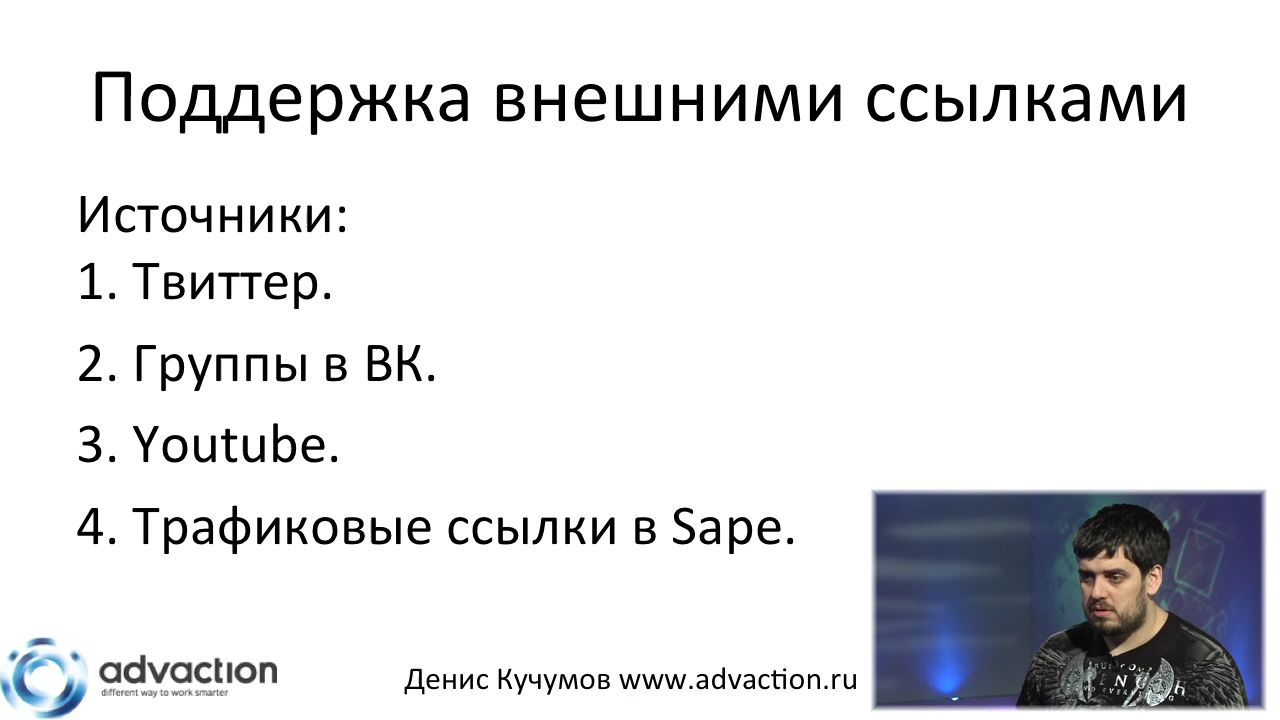 Поддержка внешними ссылками
Источники:
1. Твиттер.
2. Группы в ВК.
3. Youtube.
4. Трафиковые ссылки в Sape.
advaction
different way to work smarter
Денис Кучумов www.advaction.ru